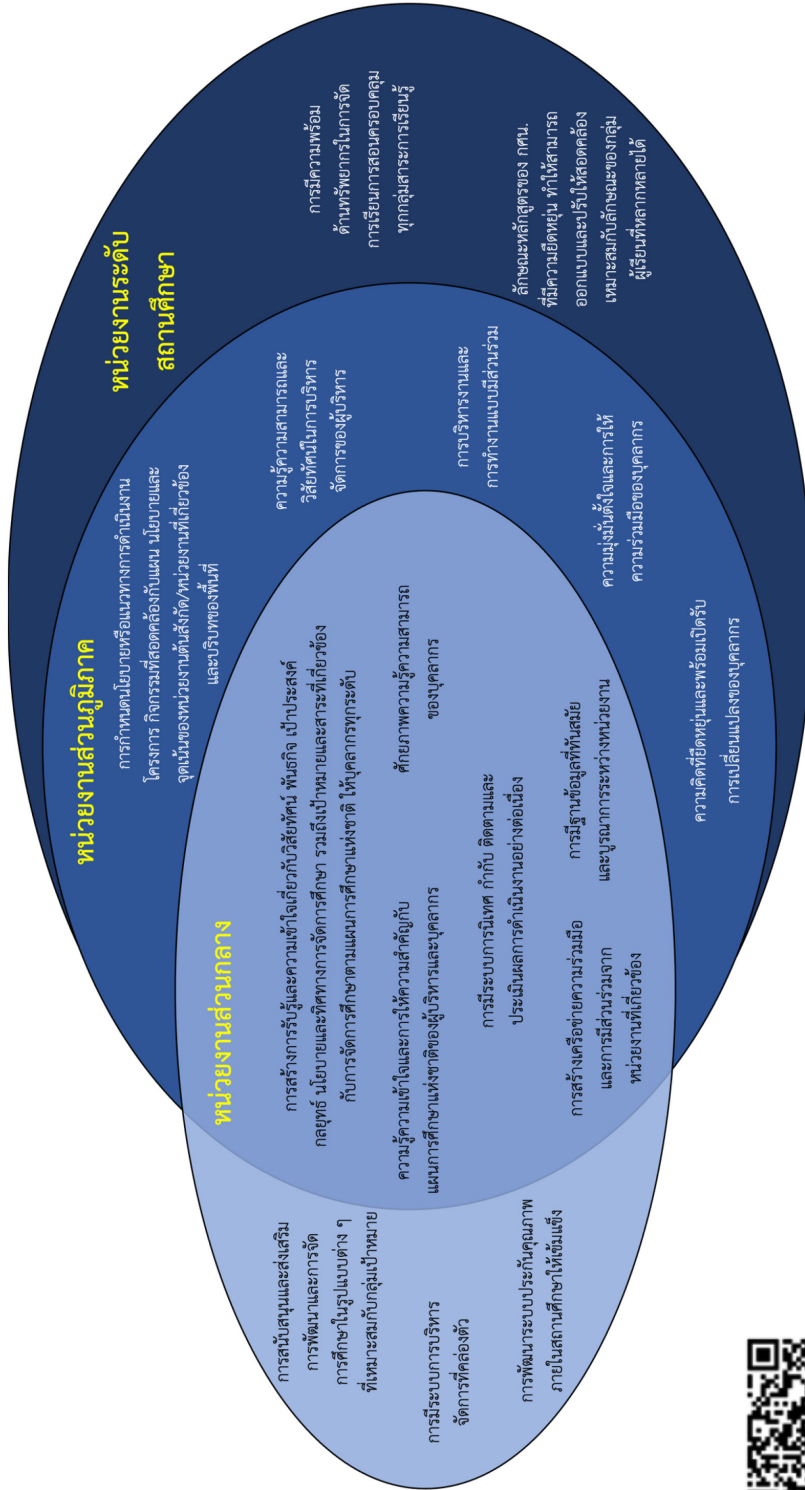 หน่วยงานส่วนกลาง
การสนับสนุนและส่งเสริม
การพัฒนาและการจัด
การศึกษาในรูปแบบต่าง ๆ
ที่เหมาะสมกับกลุ่มเป้าหมาย
การมีระบบการบริหาร
จัดการที่คล่องตัว
การพัฒนาระบบประกันคุณภาพ
ภายในสถานศึกษาให้เข้มแข็ง
การสร้างการรับรู้และความเข้าใจเกี่ยวกับวิสัยทัศน์ พันธกิจ เป้าประสงค์
กลยุทธ์ นโยบายและทิศทางการจัดการศึกษา รวมถึงเป้าหมายและสาระที่เกี่ยวข้อง
กับการจัดการศึกษาตามแผนการศึกษาแห่งชาติ ให้บุคลากรทุกระดับ
ความรู้ความเข้าใจและการให้ความสำคัญกับ
แผนการศึกษาแห่งชาติของผู้บริหารและบุคลากร
ศักยภาพความรู้ความสามารถ
ของบุคลากร
การมีระบบการนิเทศ กำกับ ติดตามและ
ประเมินผลการดำเนินงานอย่างต่อเนื่อง
การสร้างเครือข่ายความร่วมมือ
และการมีส่วนร่วมจาก
หน่วยงานที่เกี่ยวข้อง
การมีฐานข้อมูลที่ทันสมัย
และบูรณาการระหว่างหน่วยงาน
หน่วยงานส่วนภูมิภาค
การกำหนดนโยบายหรือแนวทางการดำเนินงาน
โครงการ กิจกรรมที่สอดคล้องกับแผน นโยบายและ
จุดเน้นของหน่วยงานต้นสังกัด/หน่วยงานที่เกี่ยวข้อง
และบริบทของพื้นที่
ความรู้ความสามารถและ
วิสัยทัศน์ในการบริหาร
จัดการของผู้บริหาร
การบริหารงานและ
การทำงานแบบมีส่วนร่วม
ความมุ่งมั่นตั้งใจและการให้
ความร่วมมือของบุคลากร
ความคิดที่ยืดหยุ่นและพร้อมเปิดรับ
การเปลี่ยนแปลงของบุคลากร
หน่วยงานระดับ
สถานศึกษา
การมีความพร้อม
ด้านทรัพยากรในการจัด
การเรียนการสอนครอบคลุม
ทุกกลุ่มสาระการเรียนรู้
ลักษณะหลักสูตรของ กศน.
ที่มีความยืดหยุ่น ทำให้สามารถ
ออกแบบและปรับให้สอดคล้อง
เหมาะสมกับลักษณะของกลุ่ม
ผู้เรียนที่หลากหลายได้